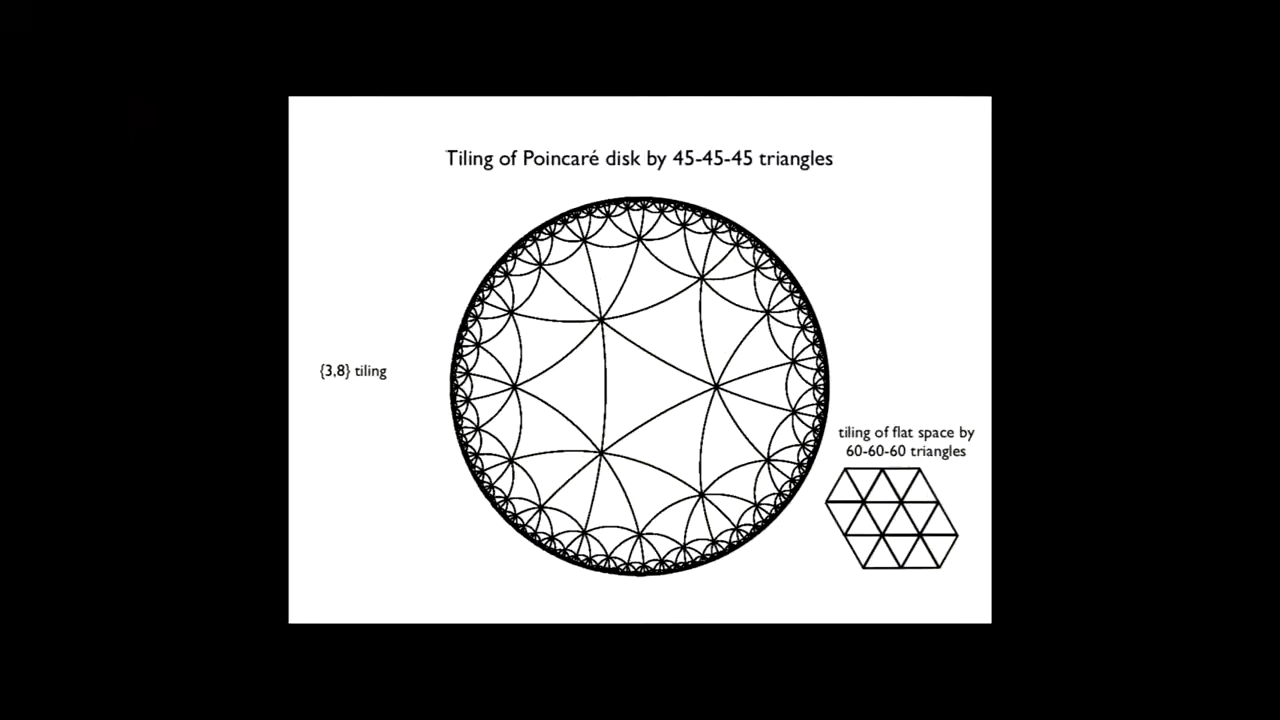 Tiling of Poincaré disk by 45-45-45 triangles
{3,8} tiling
tiling of flat space by
60-60-60 triangles